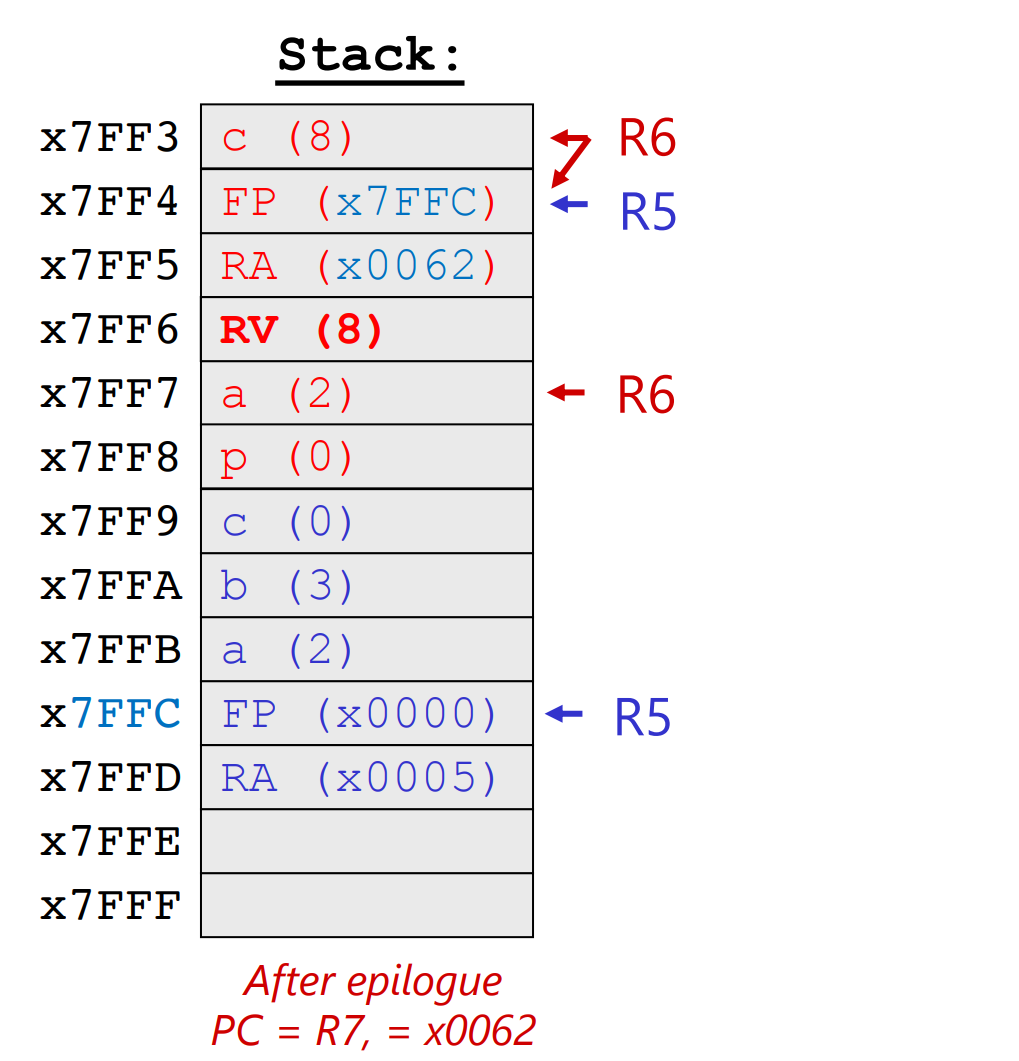 Stack:
x7FF3 c (8) R6
x7FF4 FP (x7FFC) R5
x7FF5 RA (x0062)
x7FF6 RV (8)
x7FF7 a (2) R6
x7FF8 p (0)
x7FF9 c (0)
x7FFA b (3)
x7FFB a (2)
x7FFC FP (x0000) R5
x7FFD RA (x0005)
x7FFE
x7FFF
After epilogue
PC = R7, = x0062